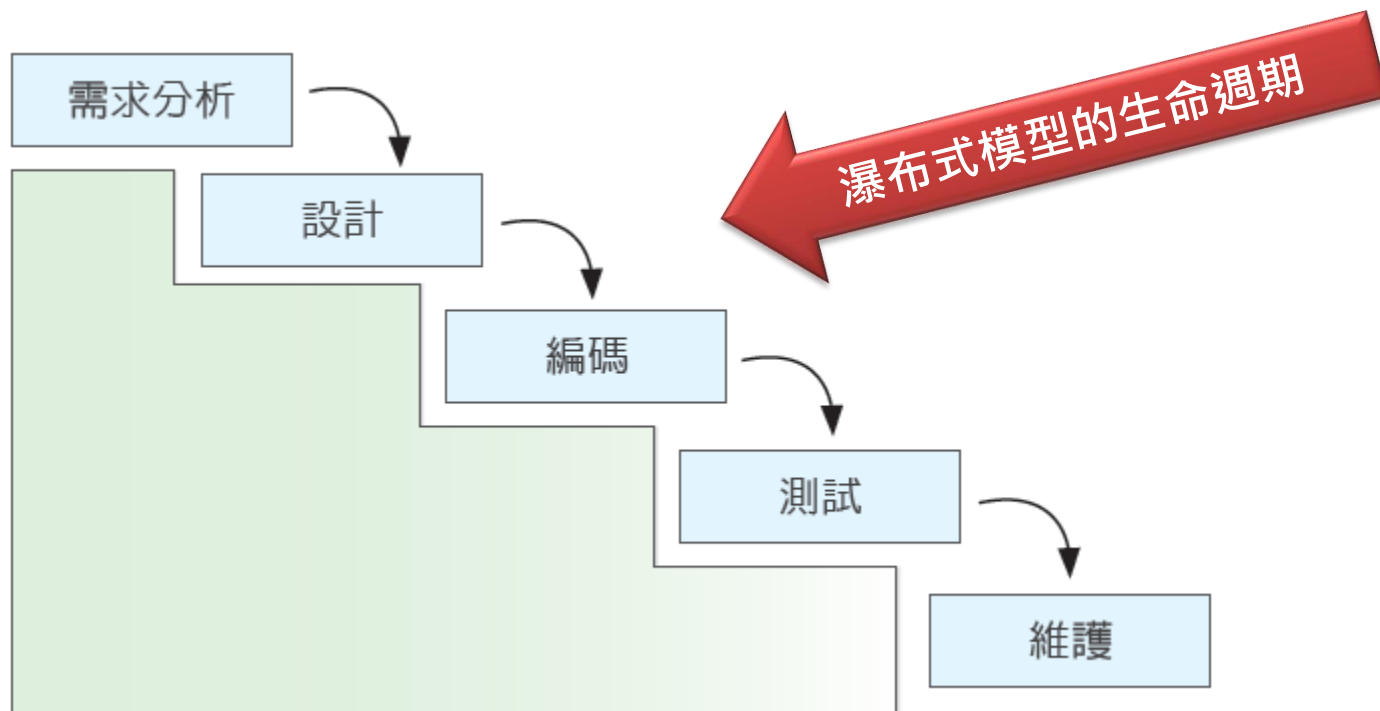 需求分析
瀑布式模型的生命週期
設計
編碼
測試
維護